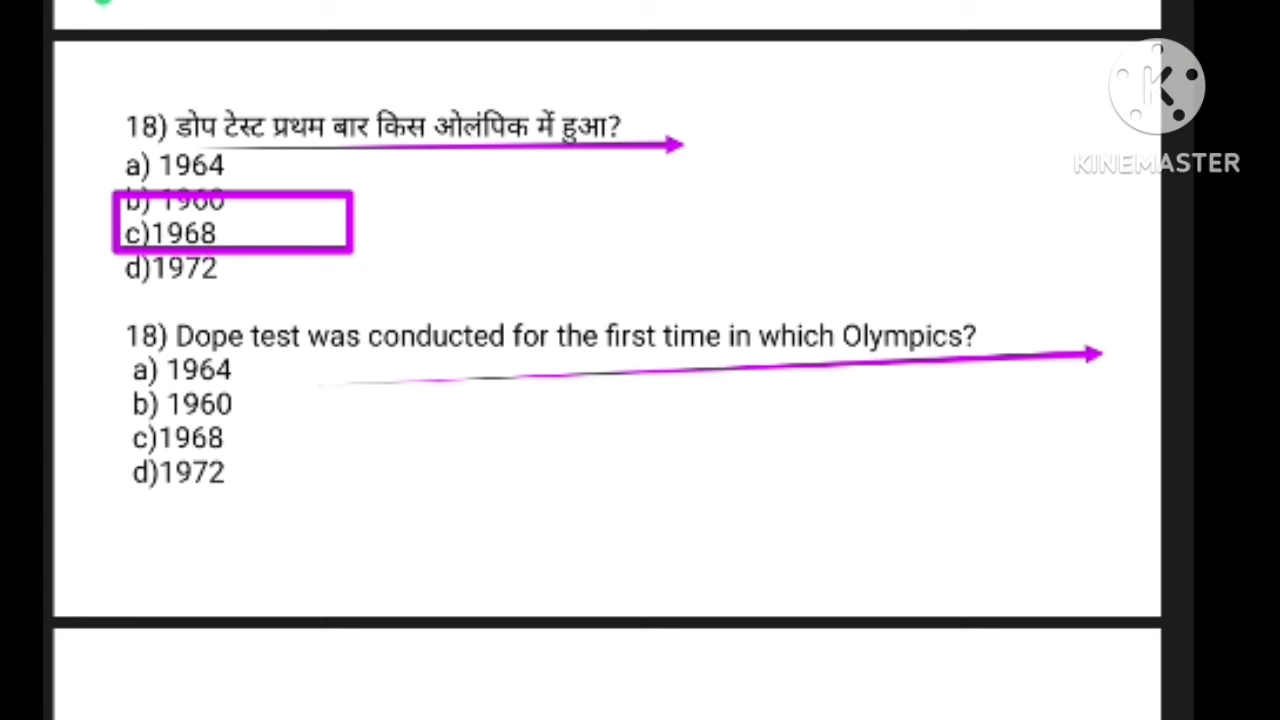 18) डोप टेस्ट प्रथम बार किस ओलंपिक में हुआ?
a) 1964
b) 1960
c)1968
d)1972
18) Dope test was conducted for the first time in which Olympics?
a) 1964
b) 1960
c)1968
d)1972
K
KINEMASTER